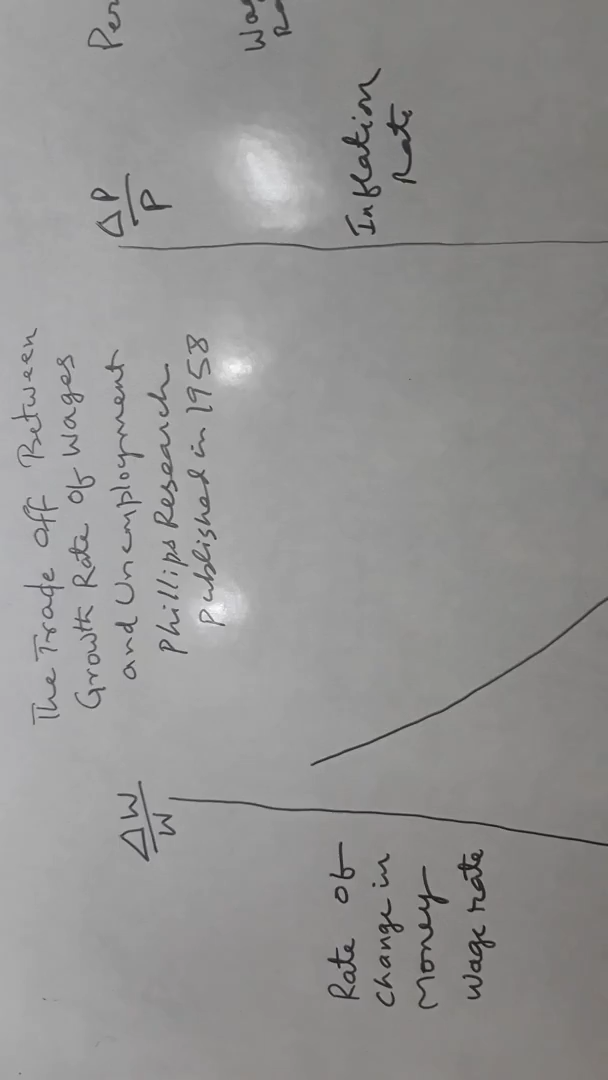 The Trade off Between
Growth Rate of Wages
and Unemployment
Phillips Research
Published in 1958
ΔW
W
Rate of
Change in
Money
Wage rate
ΔP
P
Inflation
Rate
Per